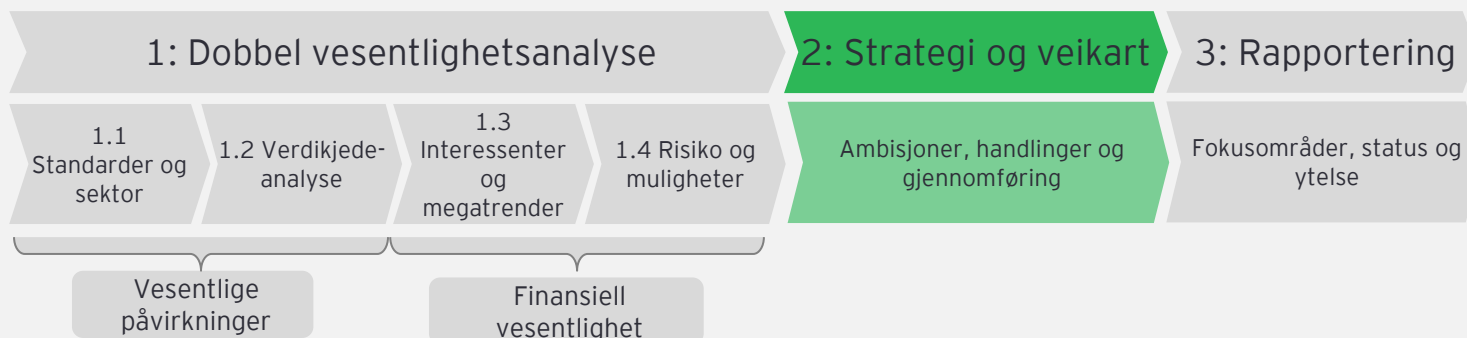 1: Dobbel vesentlighetsanalyse
2: Strategi og veikart
3: Rapportering
1.1
Standarder og
sektor
1.2 Verdikjede-
analyse
1.3
Interessenter
og
megatrender
1.4 Risiko og
muligheter
Ambisjoner, handlinger og
gjennomføring
Fokusområder, status og
ytelse
Vesentlige
påvirkninger
Finansiell
vesentlighet